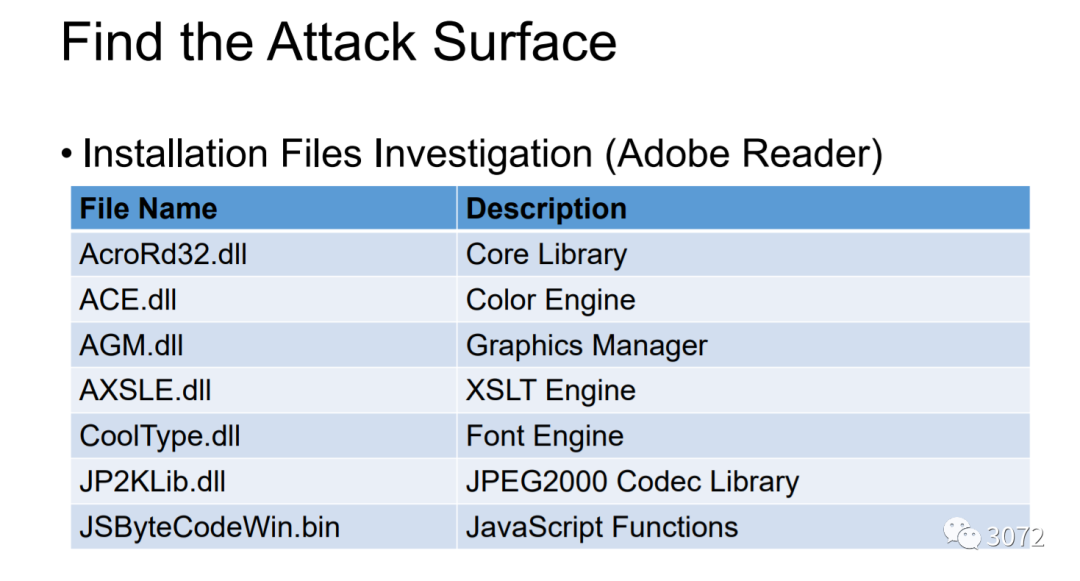 Find the Attack Surface
• Installation Files Investigation (Adobe Reader)
File Name Description
AcroRd32.dll Core Library
ACE.dll Color Engine
AGM.dll Graphics Manager
AXSLE.dll XSLT Engine
CoolType.dll Font Engine
JP2KLib.dll JPEG2000 Codec Library
JSByteCodeWin.bin JavaScript Functions
3072